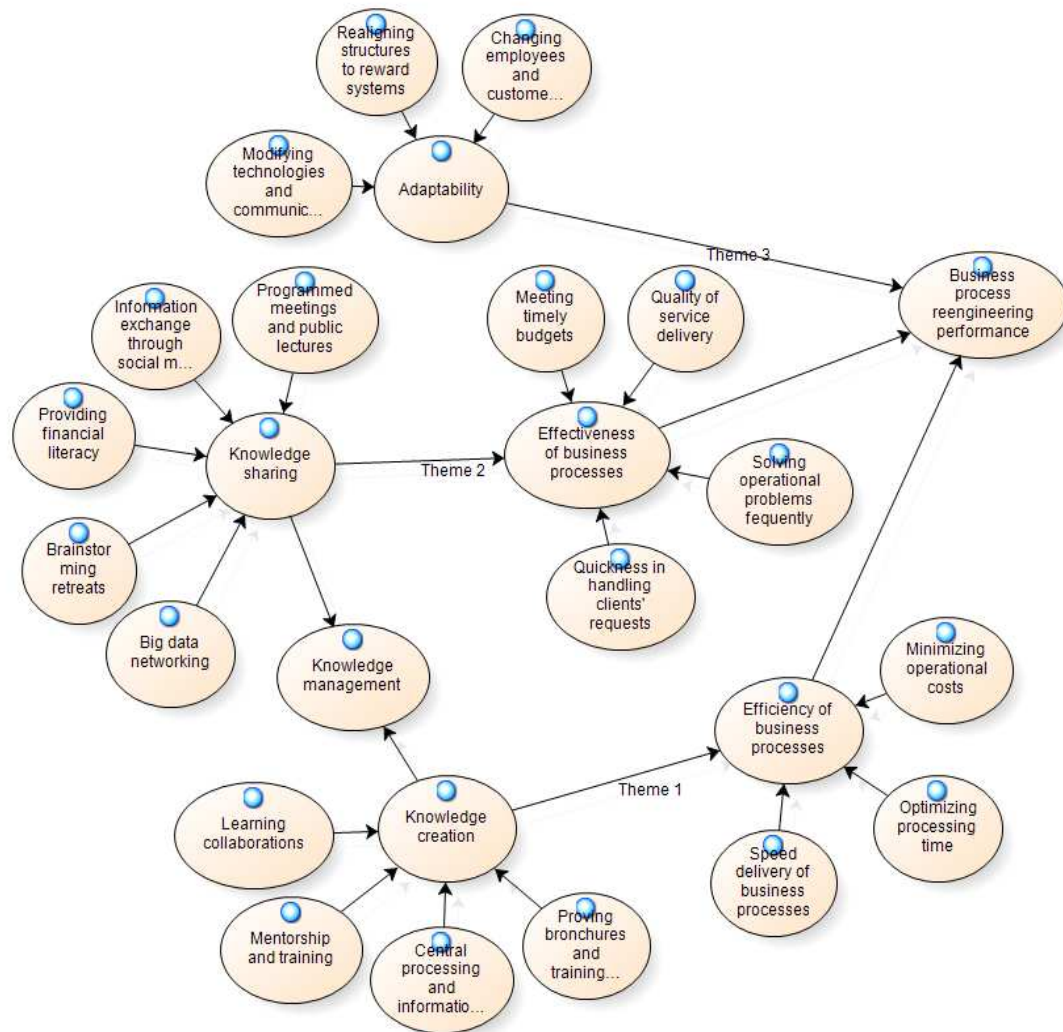 Realigning
structures
to reward
systems
Changing
employees
and
custome...
Modifying
technologies
and
communic...
Adaptability
Theme 3
Business
process
reengineering
performance
Information
exchange
through
social m...
Programmed
meetings
and public
lectures
Meeting
timely
budgets
Quality of
service
delivery
Providing
financial
literacy
Knowledge
sharing
Theme 2
Effectiveness
of business
processes
Solving
operational
problems
fequently
Brainstor
ming
retreats
Big data
networking
Quickness in
handling
clients'
requests
Knowledge
management
Minimizing
operational
costs
Efficiency of
business
processes
Theme 1
Learning
collaborations
Knowledge
creation
Optimizing
processing
time
Speed
delivery of
business
processes
Mentorship
and training
Central
processing
and
informatio...
Proving
bronchures
and
training...